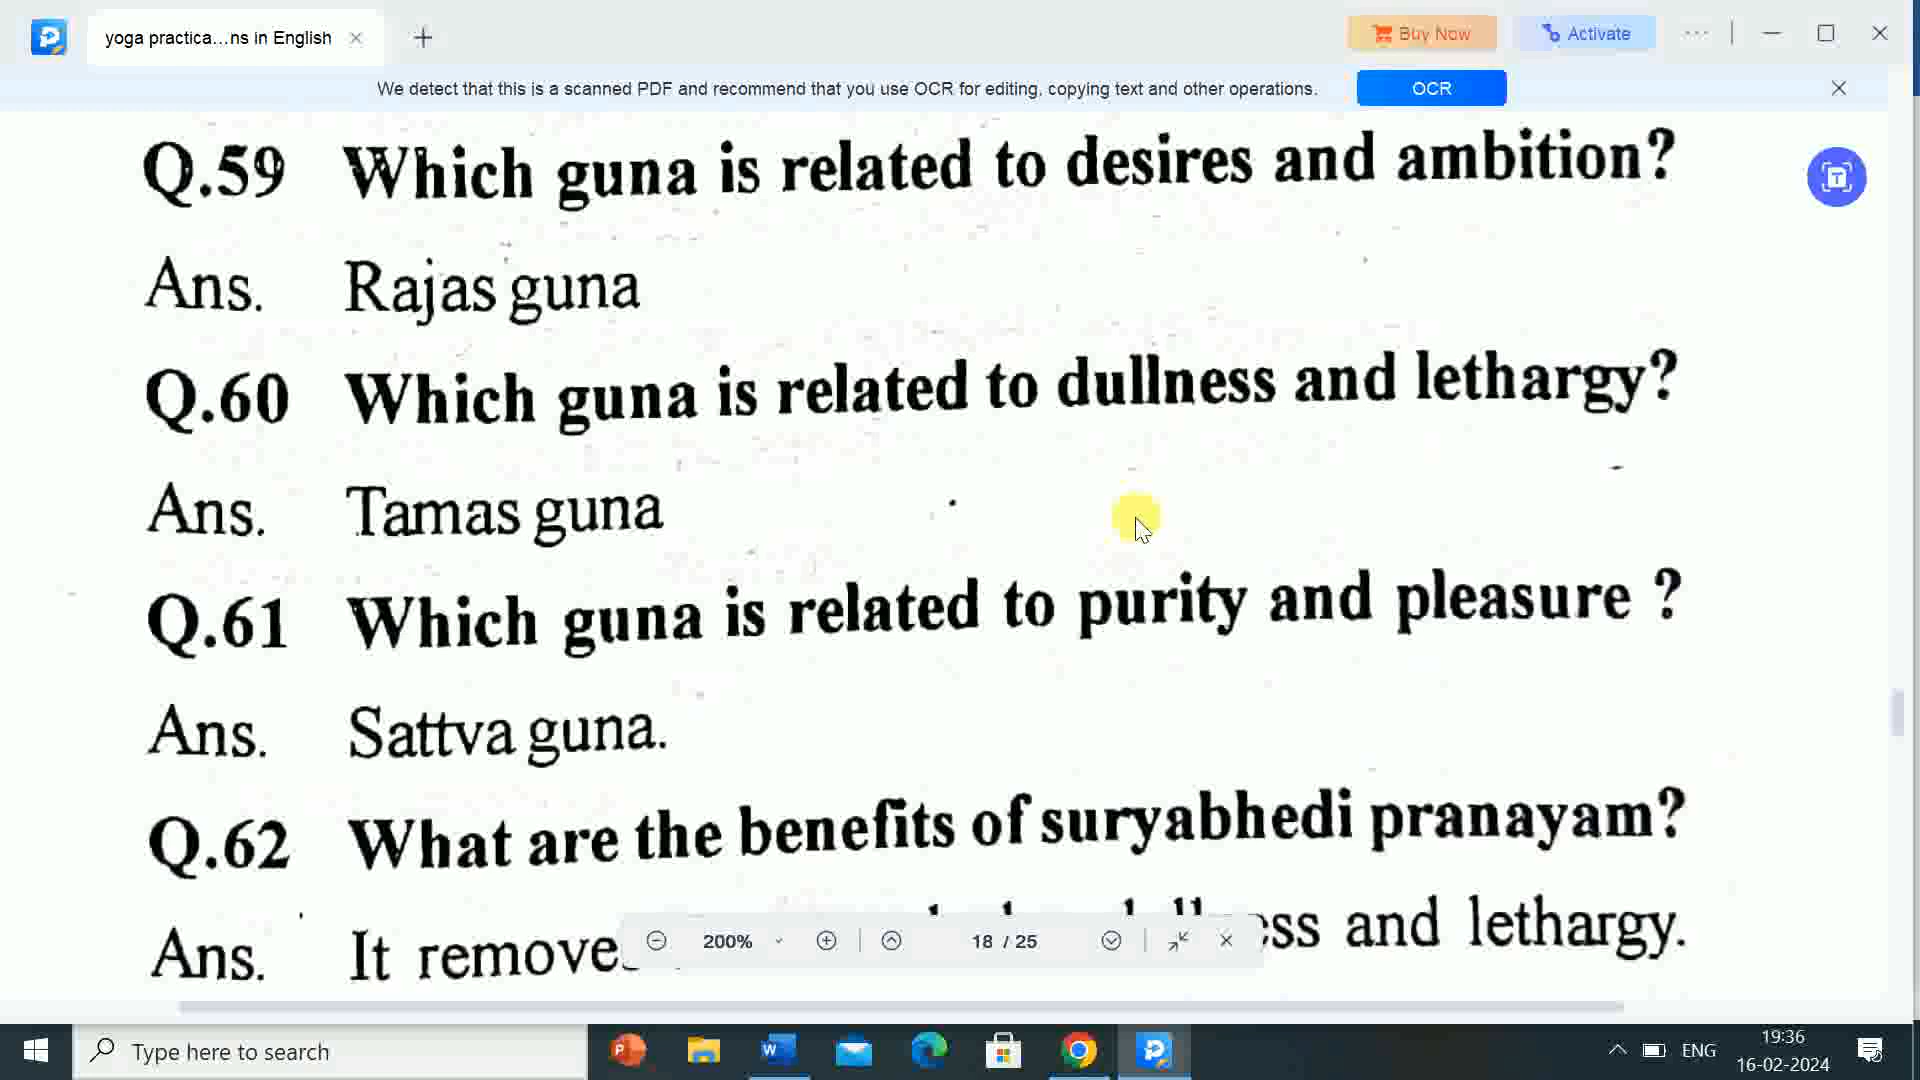 yoga practica...ns in English
Buy Now
Activate
We detect that this is a scanned PDF and recommend that you use OCR for editing, copying text and other operations.
OCR
Q.59 Which guna is related to desires and ambition?
Ans. Rajas guna
Q.60 Which guna is related to dullness and lethargy?
Ans. Tamas guna
Q.61 Which guna is related to purity and pleasure ?
Ans. Sattva guna.
Q.62 What are the benefits of suryabhedi pranayam?
Ans. It removes and lethargy.
200% 18 / 25
Type here to search
ENG
19:36
16-02-2024